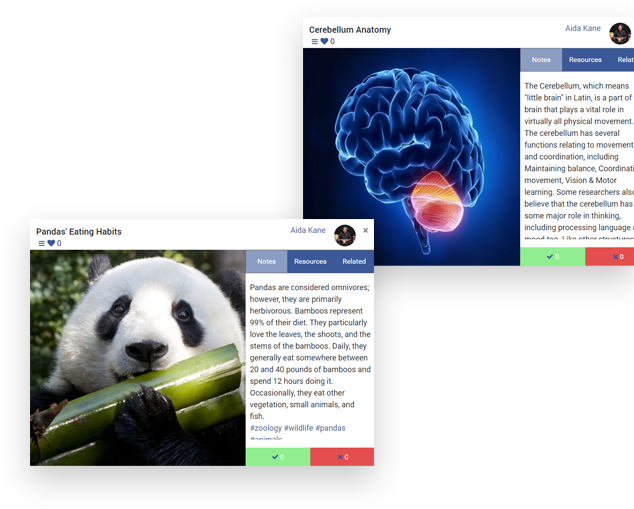 Cerebellum Anatomy
Aida Kane
0
Notes Resources
The Cerebellum, which means
"little brain" in Latin, is a part of
brain that plays a vital role in
virtually all physical movement.
The cerebellum has several
functions relating to movement
and coordination, including
Maintaining balance,
movement, Vision & Motor
learning. Some researchers also
believe that the cerebellum has
some major role in thinking,
including processing language
mood too. Like other structures
0 0
Pandas' Eating Habits
Aida Kane
x
0
Notes Resources Related
Pandas are considered omnivores;
however, they are primarily
herbivorous. Bamboos represent
99% of their diet. They particularly
love the leaves, the shoots, and the
stems of the bamboos. Daily, they
generally eat somewhere between
20 and 40 pounds of bamboos and
spend 12 hours doing it.
Occasionally, they eat other
vegetation, small animals, and
fish.
#zoology #wildlife #pandas
#animals
0 0